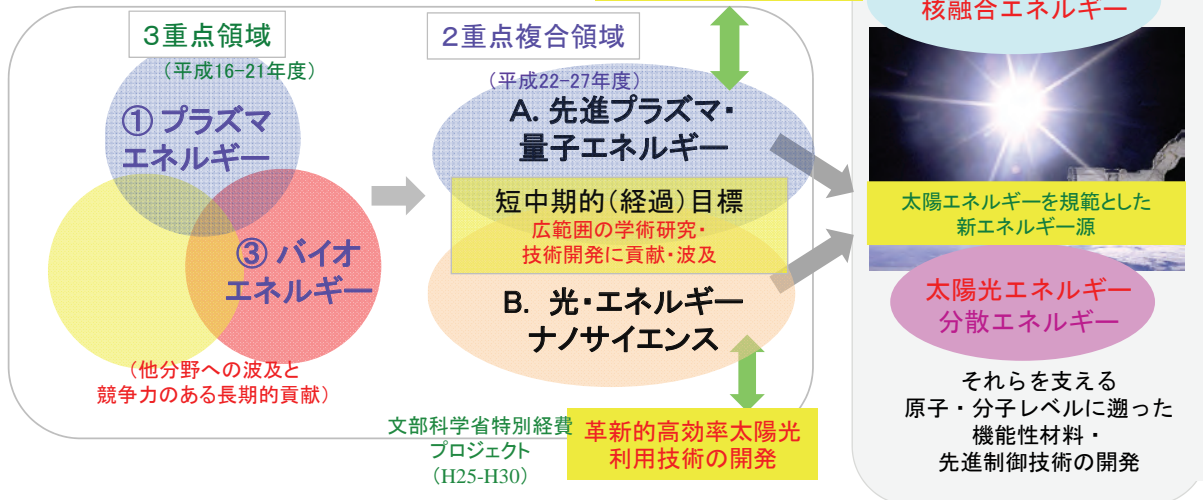 3重点領域
(平成16-21年度)
① プラズマ
エネルギー
③ バイオ
エネルギー
(他分野への波及と
競争力のある長期的貢献)
2重点複合領域
(平成22-27年度)
A. 先進プラズマ・
量子エネルギー
短中期的(経過)目標
広範囲の学術研究・
技術開発に貢献・波及
B. 光・エネルギー
ナノサイエンス
文部科学省特別経費
プロジェクト
(H25-H30)
革新的高効率太陽光
利用技術の開発
核融合エネルギー
太陽エネルギーを規範とした
新エネルギー源
太陽光エネルギー
分散エネルギー
それらを支える
原子・分子レベルに遡った
機能性材料・
先進制御技術の開発